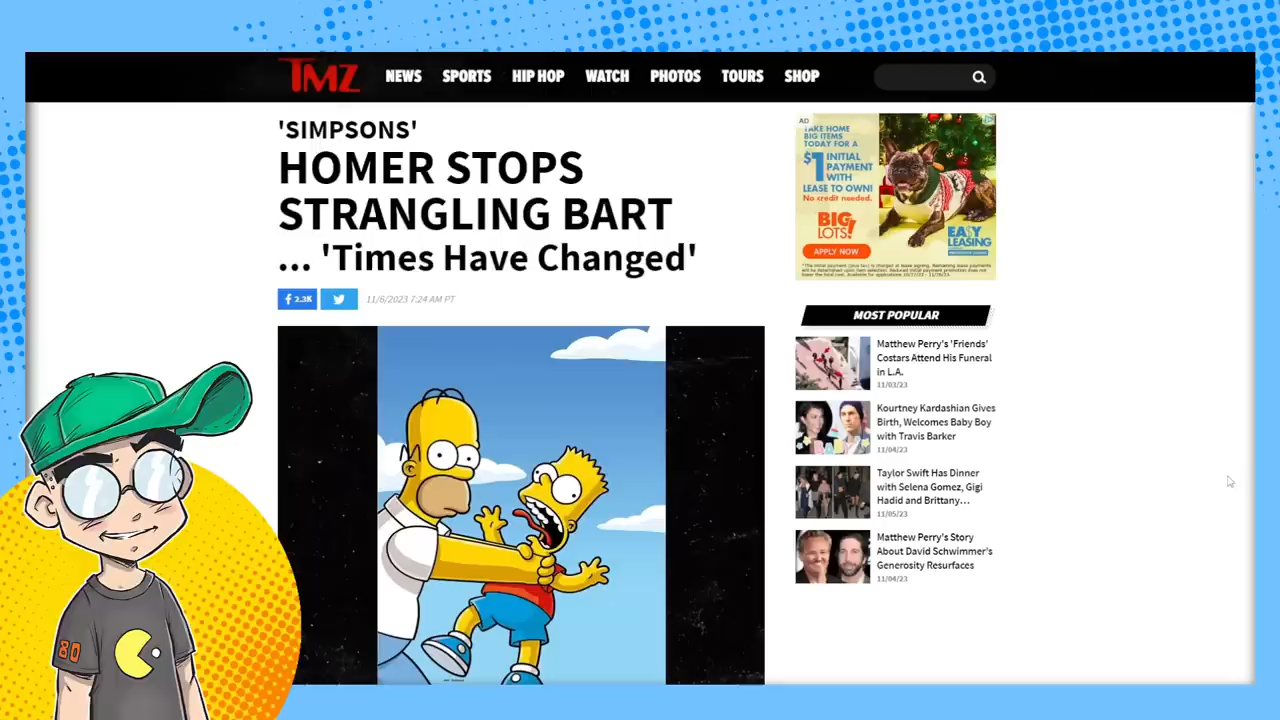 TMZ
NEWS
SPORTS
HIP HOP
WATCH
PHOTOS
TOURS
SHOP
'SIMPSONS'
HOMER STOPS
STRANGLING BART
... 'Times Have Changed'
f 2.3K
11/6/2023 7:24 AM PT
AD
TAKE HOME
BIG ITEMS
TODAY FOR A
$1 INITIAL
PAYMENT
WITH
LEASE TO OWN!
No credit needed.
BIG
LOTS!
APPLY NOW
EASY
LEASING
MOST POPULAR
Matthew Perry's 'Friends'
Costars Attend His Funeral
in L.A.
11/03/23
Kourtney Kardashian Gives
Birth, Welcomes Baby Boy
with Travis Barker
11/04/23
Taylor Swift Has Dinner
with Selena Gomez, Gigi
Hadid and Brittany...
11/05/23
Matthew Perry's Story
About David Schwimmer's
Generosity Resurfaces
11/04/23
80